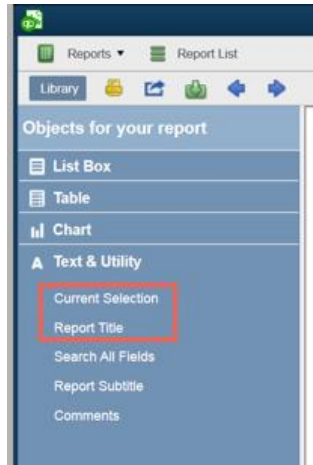 Reports Report List
Library
Objects for your report
List Box
Table
Chart
A Text & Utility
Current Selection
Report Title
Search All Fields
Report Subtitle
Comments